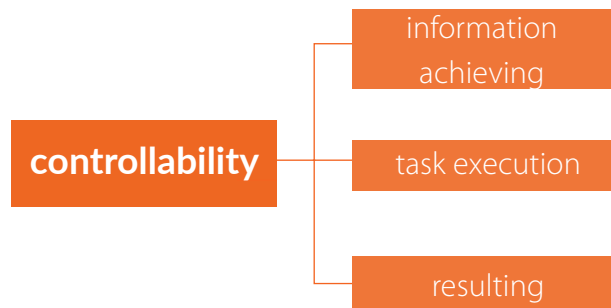 controllability
information
achieving
task execution
resulting